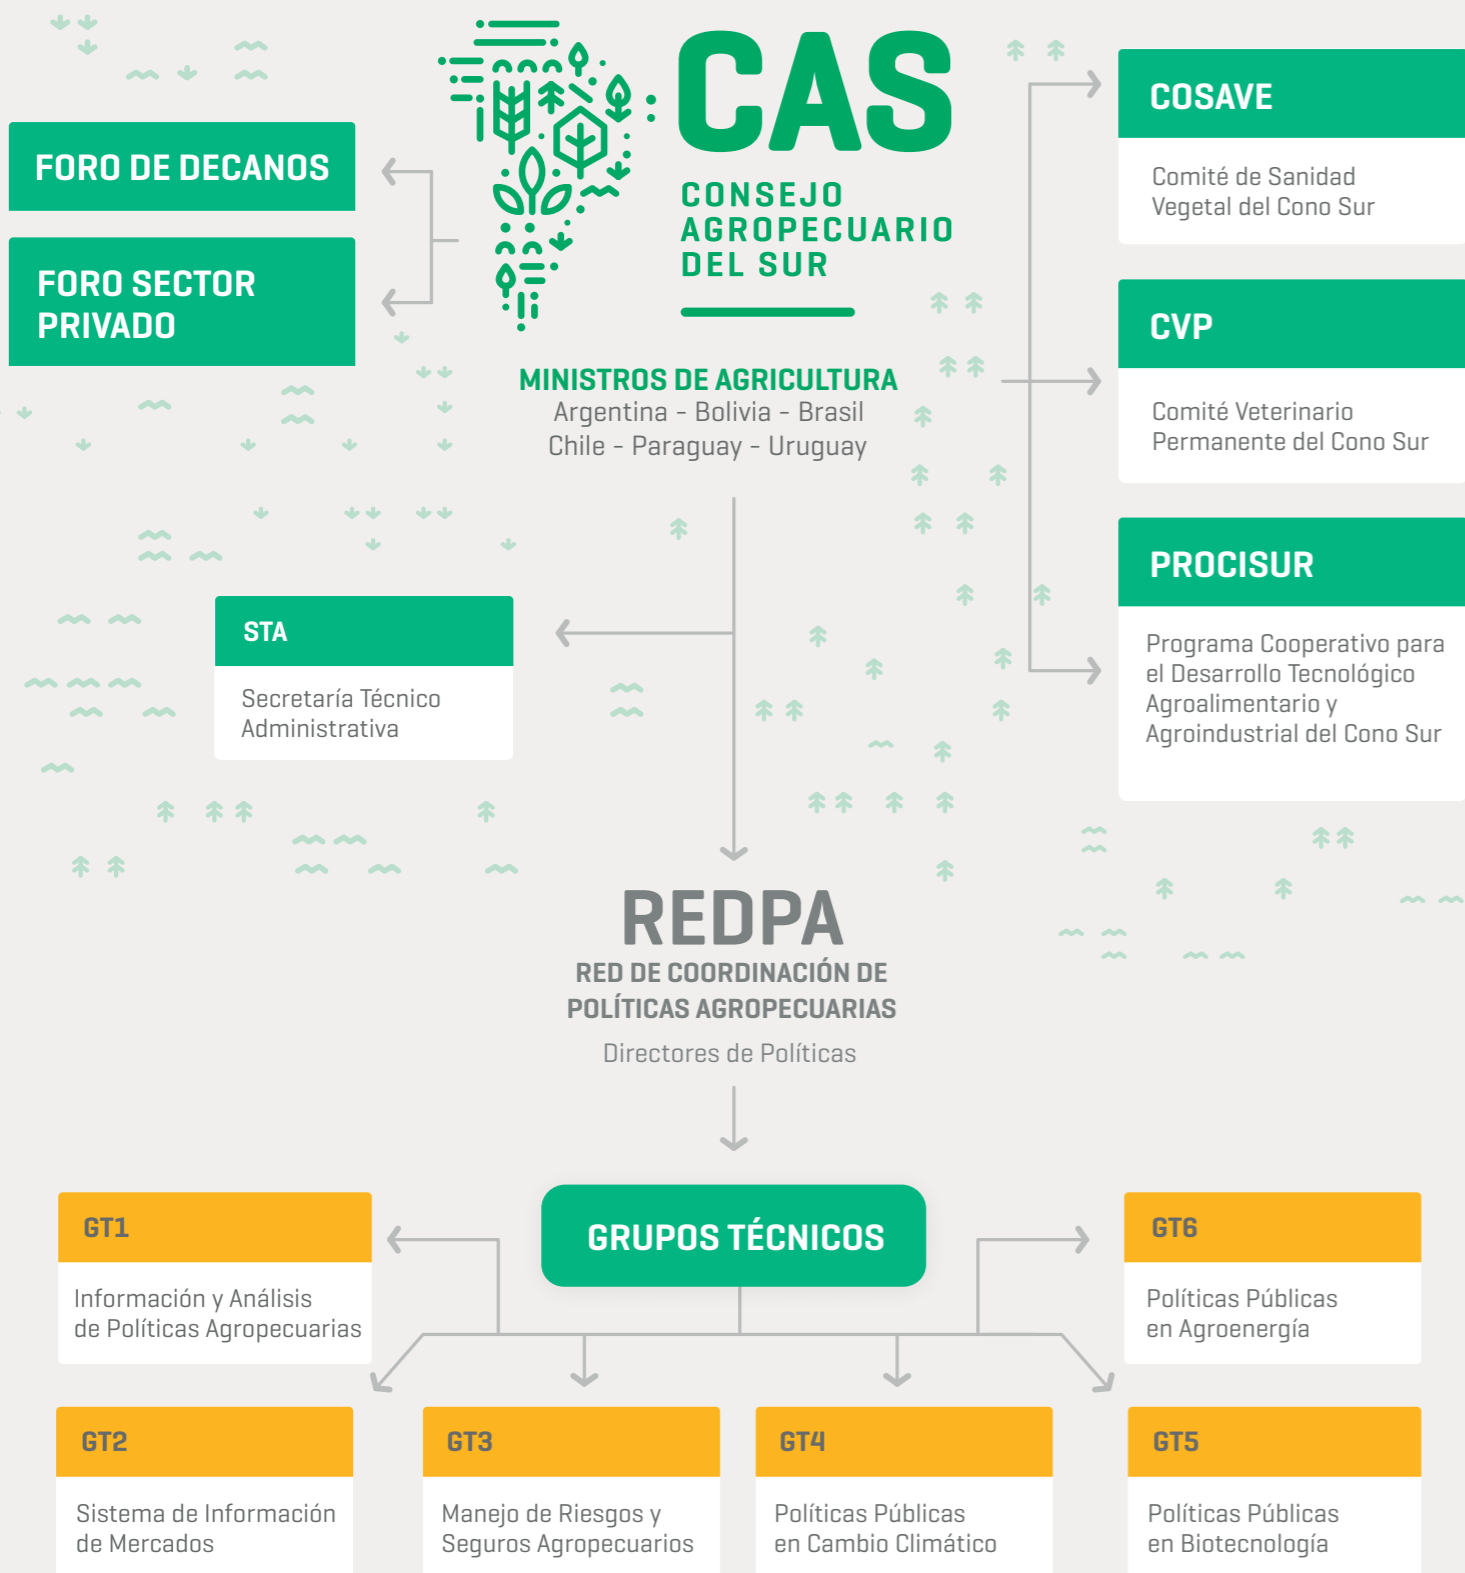 CAS
CONSEJO
AGROPECUARIO
DEL SUR
FORO DE DECANOS
FORO SECTOR
PRIVADO
MINISTROS DE AGRICULTURA
Argentina - Bolivia - Brasil
Chile - Paraguay - Uruguay
COSAVE
Comité de Sanidad
Vegetal del Cono Sur
CVP
Comité Veterinario
Permanente del Cono Sur
PROCISUR
Programa Cooperativo para
el Desarrollo Tecnológico
Agroalimentario y
Agroindustrial del Cono Sur
STA
Secretaría Técnico
Administrativa
REDPA
RED DE COORDINACIÓN DE
POLÍTICAS AGROPECUARIAS
Directores de Políticas
GRUPOS TÉCNICOS
GT1
Información y Análisis
de Políticas Agropecuarias
GT6
Políticas Públicas
en Agroenergía
GT2
Sistema de Información
de Mercados
GT3
Manejo de Riesgos y
Seguros Agropecuarios
GT4
Políticas Públicas
en Cambio Climático
GT5
Políticas Públicas
en Biotecnología